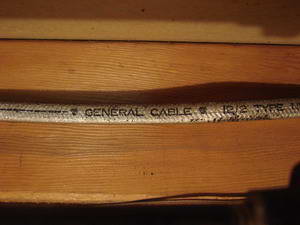 GENERAL CABLE 12/2 TYPE